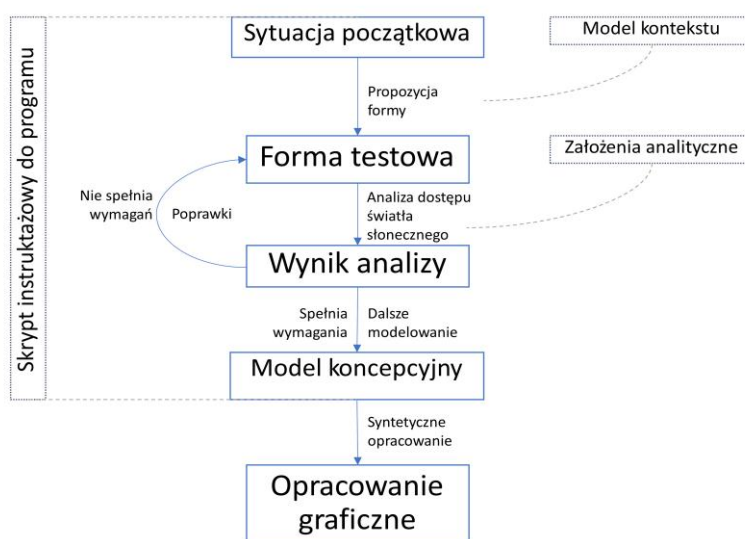 Skrypt instruktażowy do programu
Sytuacja początkowa
Model kontekstu
Propozycja
formy
Forma testowa
Założenia analityczne
Nie spełnia
wymagań
Poprawki
Analiza dostępu
światła
słonecznego
Wynik analizy
Spełnia
wymagania
Dalsze
modelowanie
Model koncepcyjny
Syntetyczne
opracowanie
Opracowanie
graficzne